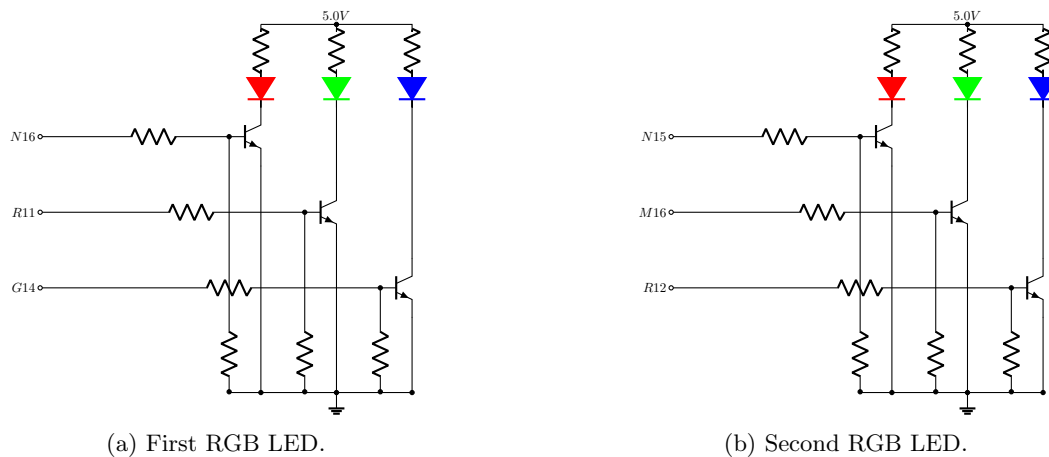 5.0V
N16
R11
G14
(a) First RGB LED.
5.0V
N15
M16
R12
(b) Second RGB LED.